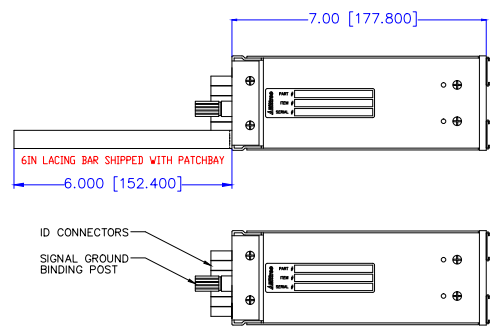 7.00 [177.800]
PART #
ITEM #
SERIAL #
6IN LACING BAR SHIPPED WITH PATCHBAY
6.000 [152.400]
ID CONNECTORS
SIGNAL GROUND
BINDING POST
PART #
ITEM #
SERIAL #